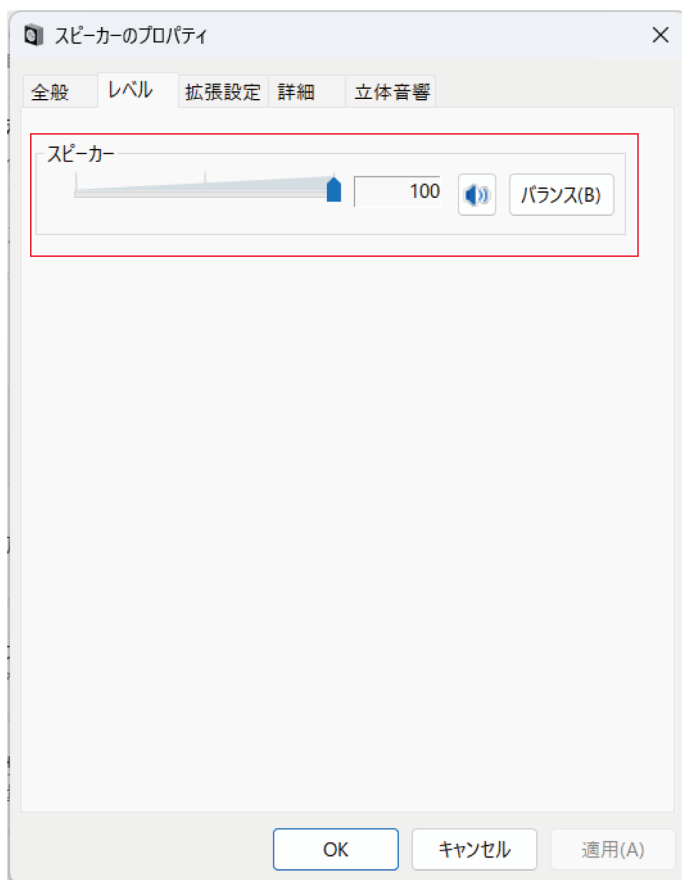 スピーカーのプロパティ
全般 レベル 拡張設定 詳細 立体音響
スピーカー
100 バランス(B)
OK キャンセル 適用(A)